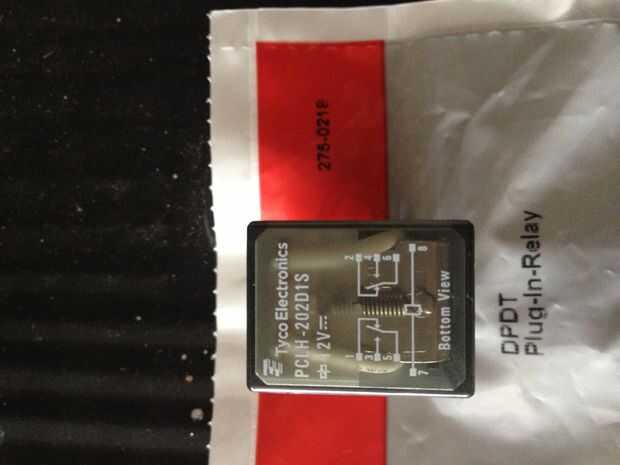 275-0218
DPDT
Plug-In-Relay
Tyco Electronics
PCLH-202D1S
12V
1 2
3 4
5 6
7 8
Bottom View